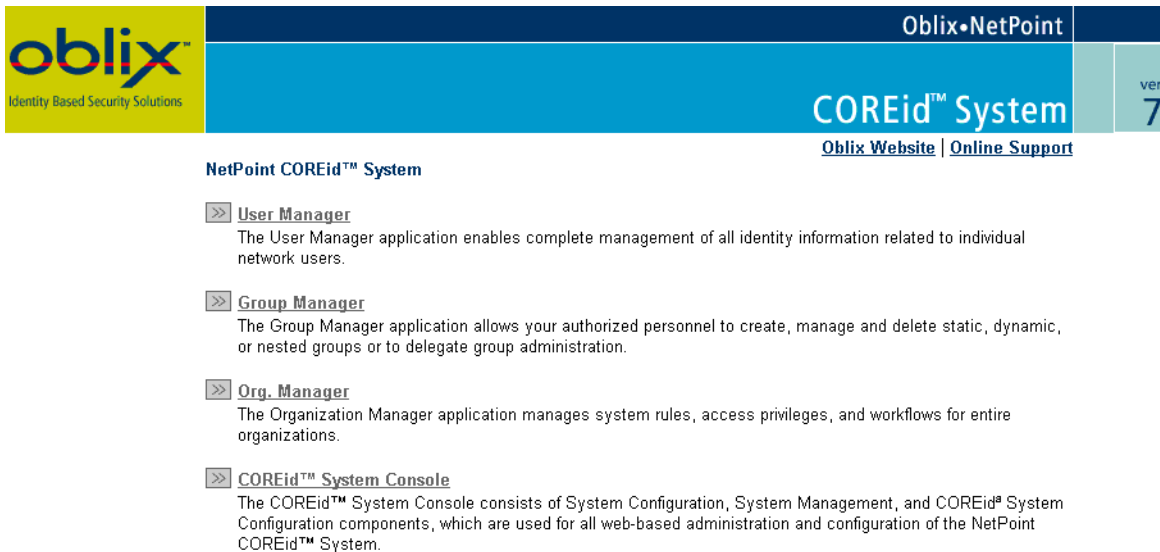 oblix™
Identity Based Security Solutions
Oblix•NetPoint
COREid™ System
ver
7
Oblix Website | Online Support
NetPoint COREid™ System
>> User Manager
The User Manager application enables complete management of all identity information related to individual
network users.
>> Group Manager
The Group Manager application allows your authorized personnel to create, manage and delete static, dynamic,
or nested groups or to delegate group administration.
>> Org. Manager
The Organization Manager application manages system rules, access privileges, and workflows for entire
organizations.
>> COREid™ System Console
The COREid™ System Console consists of System Configuration, System Management, and COREidª System
Configuration components, which are used for all web-based administration and configuration of the NetPoint
COREid™ System.